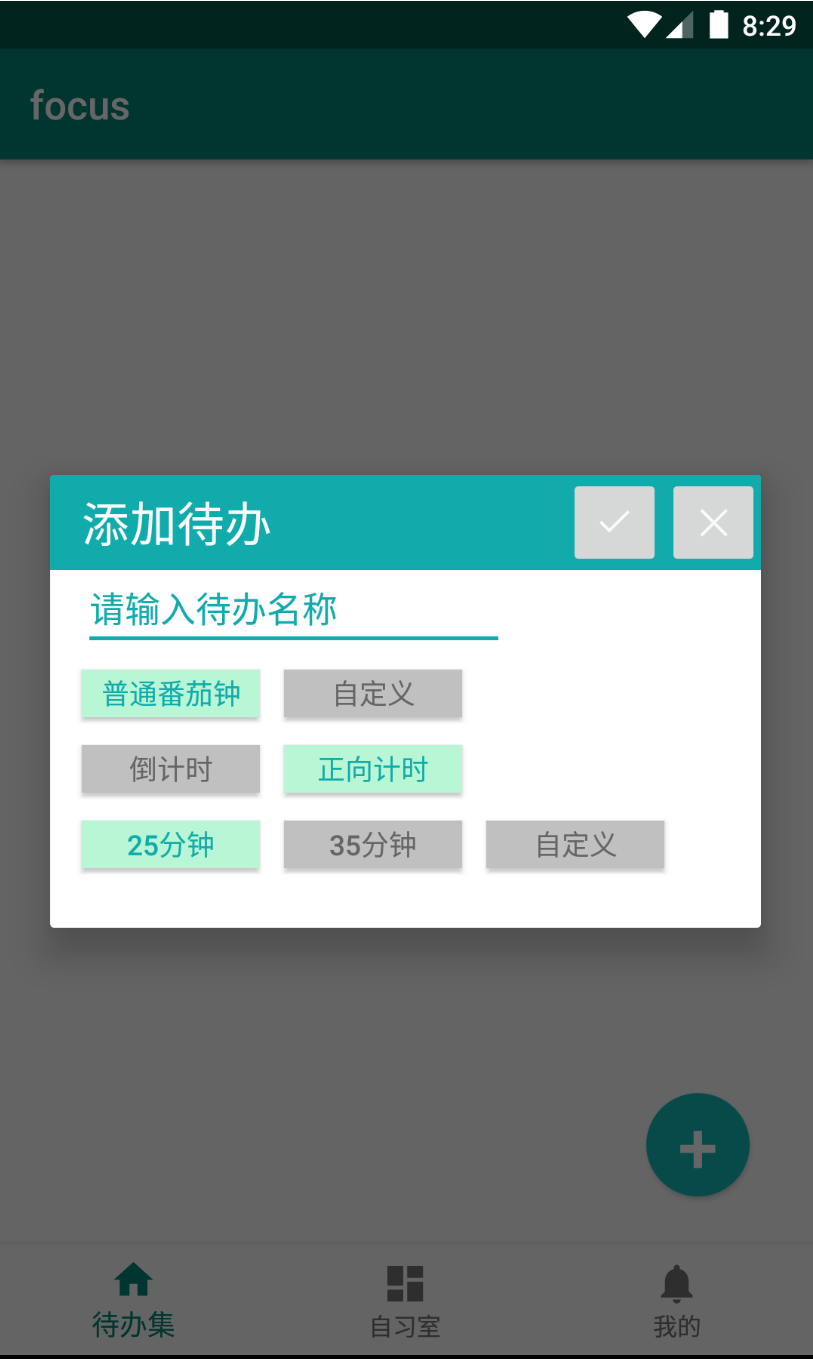 8:29
focus
添加待办
请输入待办名称
普通番茄钟 自定义
倒计时 正向计时
25分钟 35分钟 自定义
待办集 自习室 我的